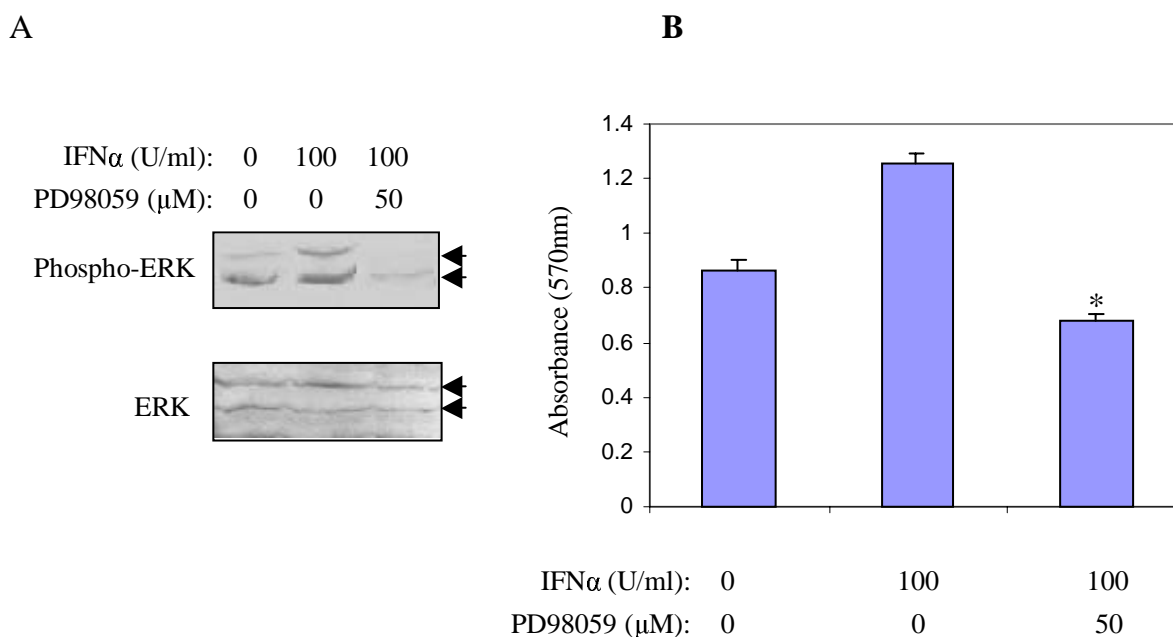 A
IFNα (U/ml): 0 100 100
PD98059 (μM): 0 0 50
Phospho-ERK
ERK
B
1.4
1.2
1
0.8
0.6
0.4
0.2
0
Absorbance (570nm)
*
IFNα (U/ml): 0 100 100
PD98059 (μM): 0 0 50